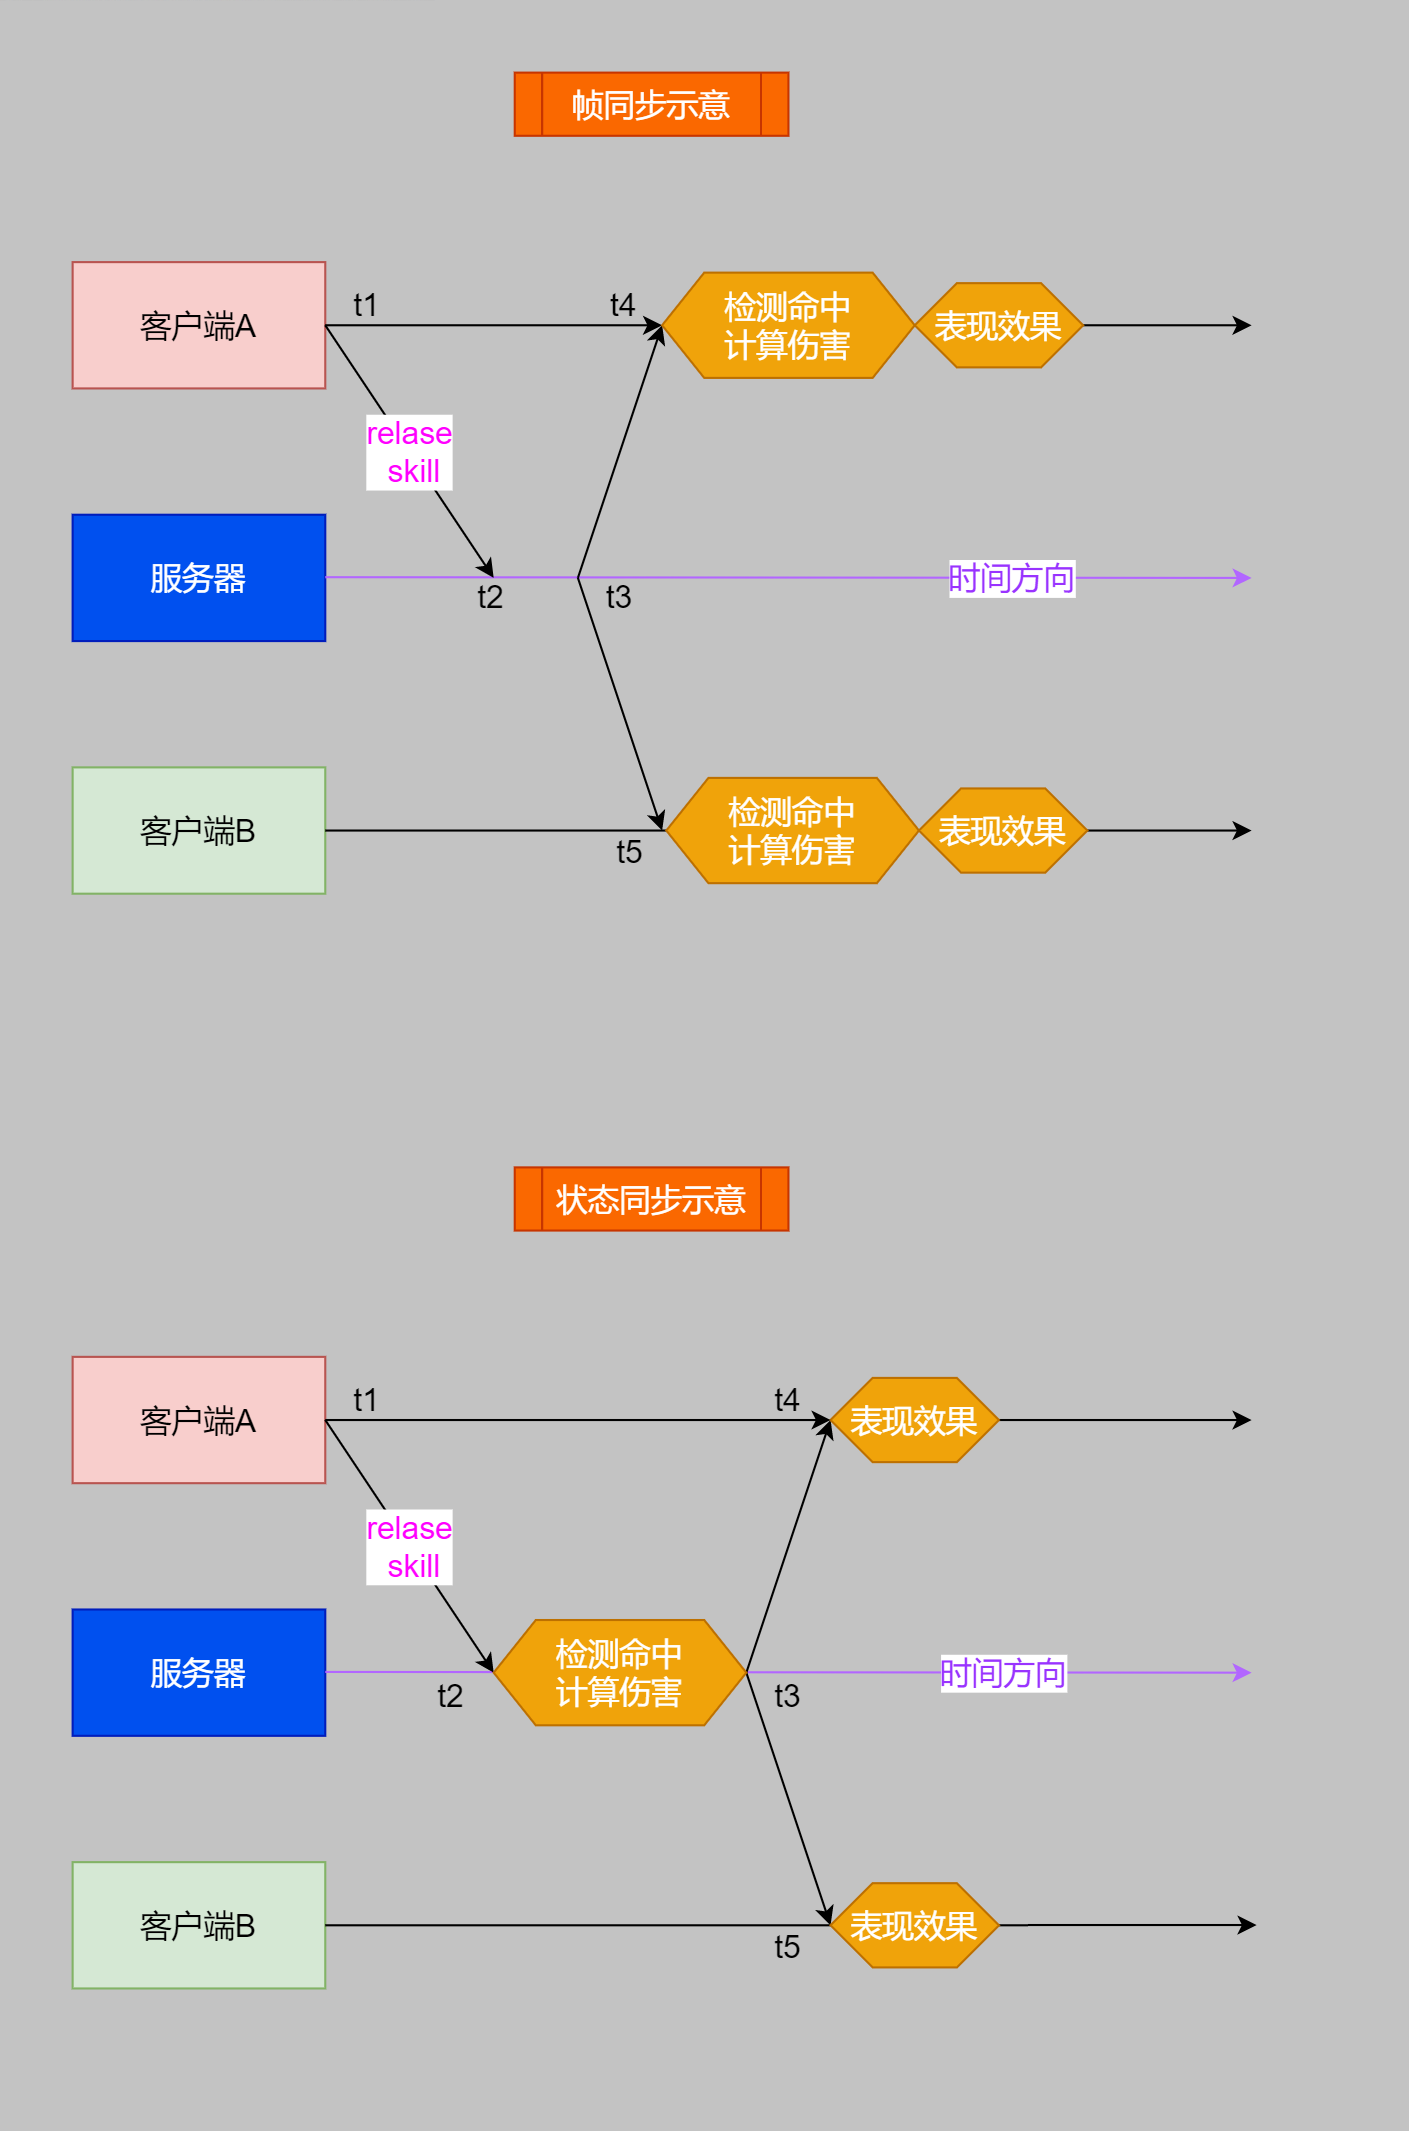 帧同步示意
客户端A
t1
t4
检测命中
计算伤害
表现效果
relase
skill
服务器
t2
t3
时间方向
客户端B
t5
检测命中
计算伤害
表现效果
状态同步示意
客户端A
t1
t4
表现效果
relase
skill
服务器
t2
检测命中
计算伤害
t3
时间方向
客户端B
t5
表现效果